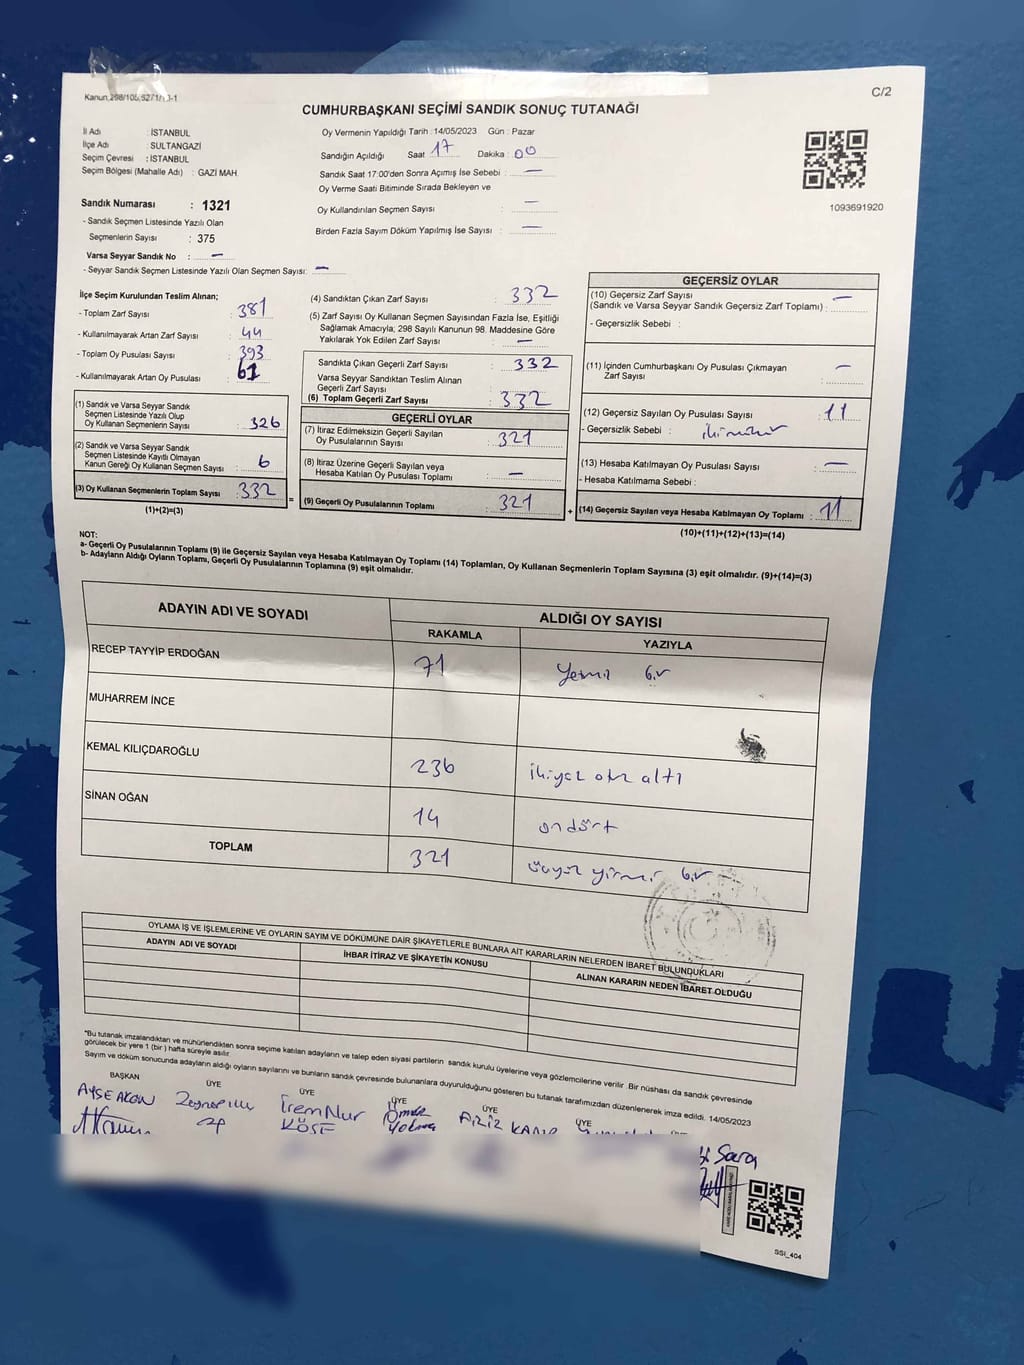 Kanun,298/105,5271/13-1
C/2
CUMHURBAŞKANI SEÇİMİ SANDIK SONUÇ TUTANAĞI
İl Adı : İSTANBUL
İlçe Adı : SULTANGAZİ
Seçim Çevresi : İSTANBUL
Seçim Bölgesi (Mahalle Adı) : GAZİ MAH.
Sandık Numarası : 1321
- Sandık Seçmen Listesinde Yazılı Olan
Seçmenlerin Sayısı : 375
Varsa Seyyar Sandık No : —
- Seyyar Sandık Seçmen Listesinde Yazılı Olan Seçmen Sayısı: —
Oy Vermenin Yapıldığı Tarih : 14/05/2023 Gün : Pazar
Sandığın Açıldığı Saat 17 Dakika : 00
Sandık Saat 17:00'den Sonra Açımış İse Sebebi : —
Oy Verme Saati Bitiminde Sırada Bekleyen ve
Oy Kullandırılan Seçmen Sayısı : —
Birden Fazla Sayım Döküm Yapılmış İse Sayısı : —
1093691920
İlçe Seçim Kurulundan Teslim Alınan;
- Toplam Zarf Sayısı : 381
- Kullanılmayarak Artan Zarf Sayısı : 44
- Toplam Oy Pusulası Sayısı : 393
- Kullanılmayarak Artan Oy Pusulası : 61
(1) Sandık ve Varsa Seyyar Sandık
Seçmen Listesinde Yazılı Olup
Oy Kullanan Seçmenlerin Sayısı : 326
(2) Sandık ve Varsa Seyyar Sandık
Seçmen Listesinde Kayıtlı Olmayan
Kanun Gereği Oy Kullanan Seçmen Sayısı : 6
(3) Oy Kullanan Seçmenlerin Toplam Sayısı : 332
(1)+(2)=(3)
=
(4) Sandıktan Çıkan Zarf Sayısı : 332
(5) Zarf Sayısı Oy Kullanan Seçmen Sayısından Fazla İse, Eşitliği
Sağlamak Amacıyla; 298 Sayılı Kanunun 98. Maddesine Göre
Yakılarak Yok Edilen Zarf Sayısı : —
Sandıkta Çıkan Geçerli Zarf Sayısı : 332
Varsa Seyyar Sandıktan Teslim Alınan
Geçerli Zarf Sayısı :
(6) Toplam Geçerli Zarf Sayısı : 332
GEÇERLİ OYLAR
(7) İtiraz Edilmeksizin Geçerli Sayılan
Oy Pusulalarının Sayısı : 321
(8) İtiraz Üzerine Geçerli Sayılan veya
Hesaba Katılan Oy Pusulası Toplamı : —
(9) Geçerli Oy Pusulalarının Toplamı : 321
+
GEÇERSİZ OYLAR
(10) Geçersiz Zarf Sayısı
(Sandık ve Varsa Seyyar Sandık Geçersiz Zarf Toplamı) : —
- Geçersizlik Sebebi :
(11) İçinden Cumhurbaşkanı Oy Pusulası Çıkmayan
Zarf Sayısı : —
(12) Geçersiz Sayılan Oy Pusulası Sayısı : 11
- Geçersizlik Sebebi :
(13) Hesaba Katılmayan Oy Pusulası Sayısı : —
- Hesaba Katılmama Sebebi :
(14) Geçersiz Sayılan veya Hesaba Katılmayan Oy Toplamı : 11
(10)+(11)+(12)+(13)=(14)
NOT:
a- Geçerli Oy Pusulalarının Toplamı (9) ile Geçersiz Sayılan veya Hesaba Katılmayan Oy Toplamı (14) Toplamları, Oy Kullanan Seçmenlerin Toplam Sayısına (3) eşit olmalıdır. (9)+(14)=(3)
b- Adayların Aldığı Oyların Toplamı, Geçerli Oy Pusulalarının Toplamına (9) eşit olmalıdır.
ADAYIN ADI VE SOYADI
ALDIĞI OY SAYISI
RAKAMLA YAZIYLA
RECEP TAYYİP ERDOĞAN 71 yetmiş bir
MUHARREM İNCE
KEMAL KILIÇDAROĞLU 236 ikiyüz otuz altı
SİNAN OĞAN 14 ondört
TOPLAM 321 üçyüz yirmi bir
OYLAMA İŞ VE İŞLEMLERİNE VE OYLARIN SAYIM VE DÖKÜMÜNE DAİR ŞİKAYETLERLE BUNLARA AİT KARARLARIN NELERDEN İBARET BULUNDUKLARI
ADAYIN ADI VE SOYADI
İHBAR İTİRAZ VE ŞİKAYETİN KONUSU
ALINAN KARARIN NEDEN İBARET OLDUĞU
"Bu tutanak imzalandıktan ve mühürlendikten sonra seçime katılan adayların ve talep eden siyasi partilerin sandık kurulu üyelerine veya gözlemcilerine verilir .Bir nüshası da sandık çevresinde
görülecek bir yere 1 (bir ) hafta süreyle asılır.
Sayım ve döküm sonucunda adayların aldığı oyların sayılarını ve bunların sandık çevresinde bulunanlara duyurulduğunu gösteren bu tutanak tarafımızdan düzenlenerek imza edildi. 14/05/2023
BAŞKAN ÜYE ÜYE ÜYE ÜYE ÜYE
AYŞE AKGÜN
İrem Nur
KÖSE
AZİZ
SSI_404